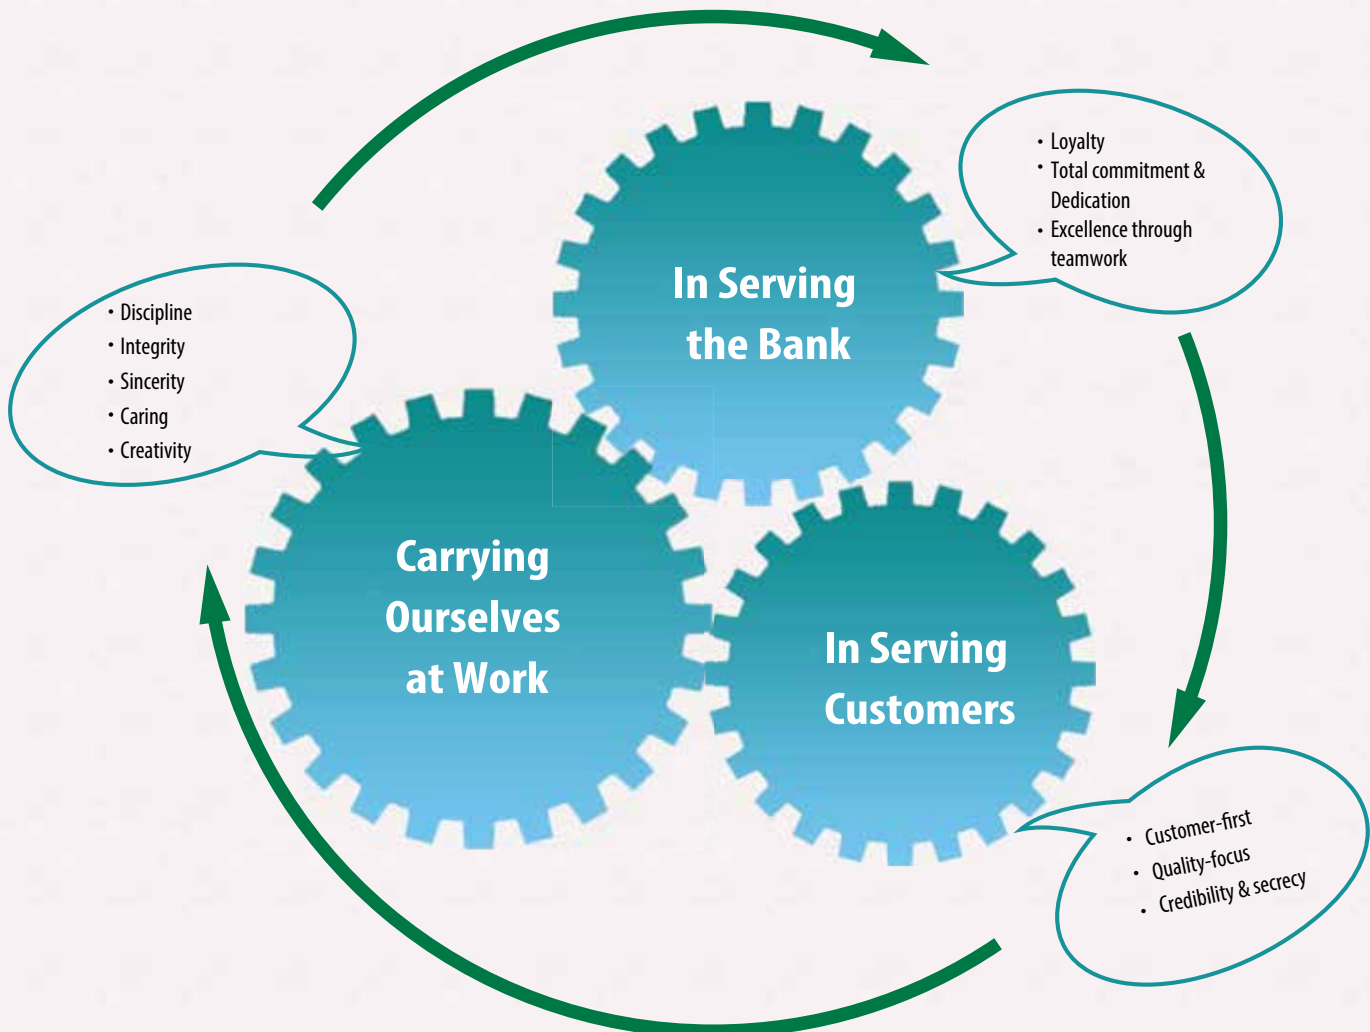 • Loyalty
• Total commitment &
Dedication
• Excellence through
teamwork
In Serving
the Bank
• Discipline
• Integrity
• Sincerity
• Caring
• Creativity
Carrying
Ourselves
at Work
In Serving
Customers
• Customer-first
• Quality-focus
• Credibility & secrecy